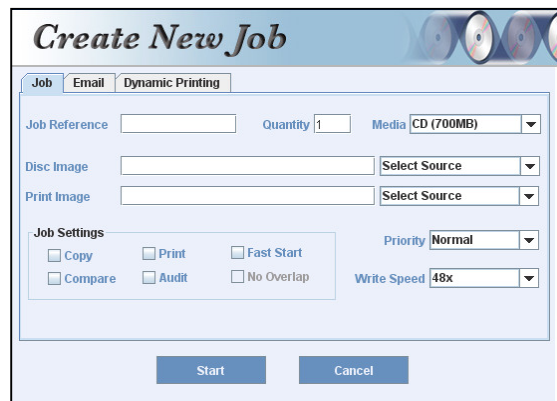 Create New Job
Job Email Dynamic Printing
Job Reference Quantity 1 Media CD (700MB)
Disc Image Select Source
Print Image Select Source
Job Settings
Copy Print Fast Start Priority Normal
Compare Audit No Overlap Write Speed 48x
Start Cancel